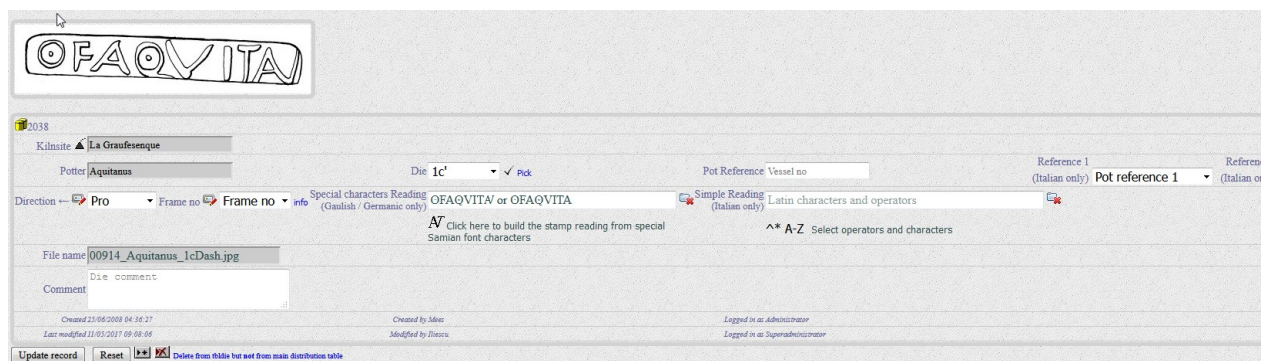 OFAQVITA
2038
Kilnsite La Graufesenque
Potter Aquitanus Die 1c' Pick Pot Reference Vessel no Reference 1 (Italian only) Pot reference 1
Direction ← Pro Frame no Frame no info Special characters Reading (Gaulish / Germanic only) OFAQVITA/ or OFAQVITA Simple Reading (Italian only) Latin characters and operators
Click here to build the stamp reading from special
Samian font characters
^* A-Z Select operators and characters
File name 00914_Aquitanus_1cDash.jpg
Comment Die comment
Created 25/06/2008 04:36:27 Created by Mees Logged in as Administrator
Last modified 11/05/2017 09:08:06 Modified by Iliescu Logged in as Superadministrator
Update record Reset Delete from tbldie but not from main distribution table